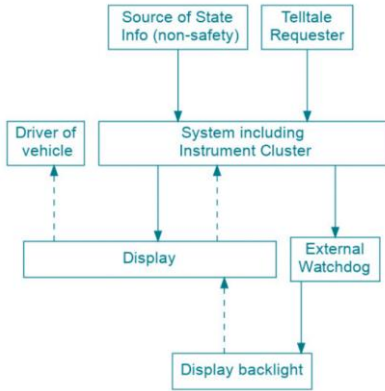 Source of State
Info (non-safety)
Telltale
Requester
Driver of
vehicle
System including
Instrument Cluster
Display
External
Watchdog
Display backlight